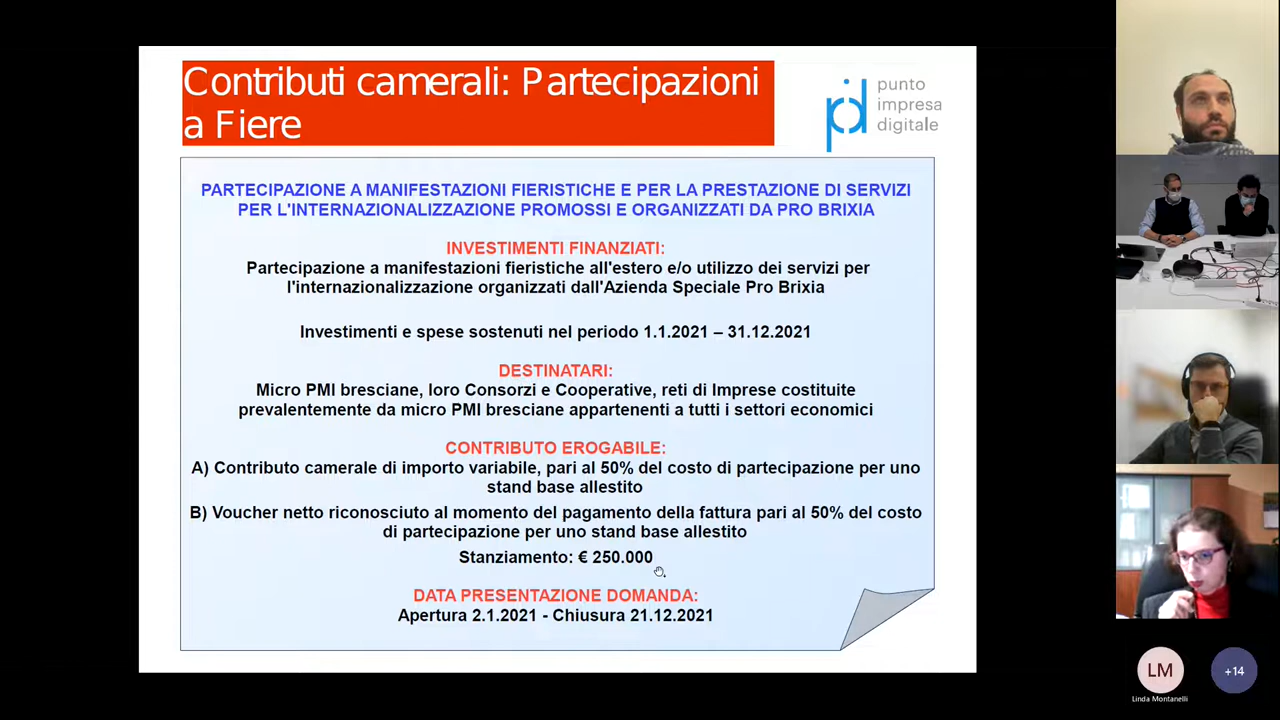 Contributi camerali: Partecipazioni
a Fiere
punto
impresa
digitale
PARTECIPAZIONE A MANIFESTAZIONI FIERISTICHE E PER LA PRESTAZIONE DI SERVIZI
PER L'INTERNAZIONALIZZAZIONE PROMOSSI E ORGANIZZATI DA PRO BRIXIA
INVESTIMENTI FINANZIATI:
Partecipazione a manifestazioni fieristiche all'estero e/o utilizzo dei servizi per
l'internazionalizzazione organizzati dall'Azienda Speciale Pro Brixia
Investimenti e spese sostenuti nel periodo 1.1.2021 – 31.12.2021
DESTINATARI:
Micro PMI bresciane, loro Consorzi e Cooperative, reti di Imprese costituite
prevalentemente da micro PMI bresciane appartenenti a tutti i settori economici
CONTRIBUTO EROGABILE:
A) Contributo camerale di importo variabile, pari al 50% del costo di partecipazione per uno
stand base allestito
B) Voucher netto riconosciuto al momento del pagamento della fattura pari al 50% del costo
di partecipazione per uno stand base allestito
Stanziamento: € 250.000
DATA PRESENTAZIONE DOMANDA:
Apertura 2.1.2021 - Chiusura 21.12.2021
LM
+14
Linda Montanelli